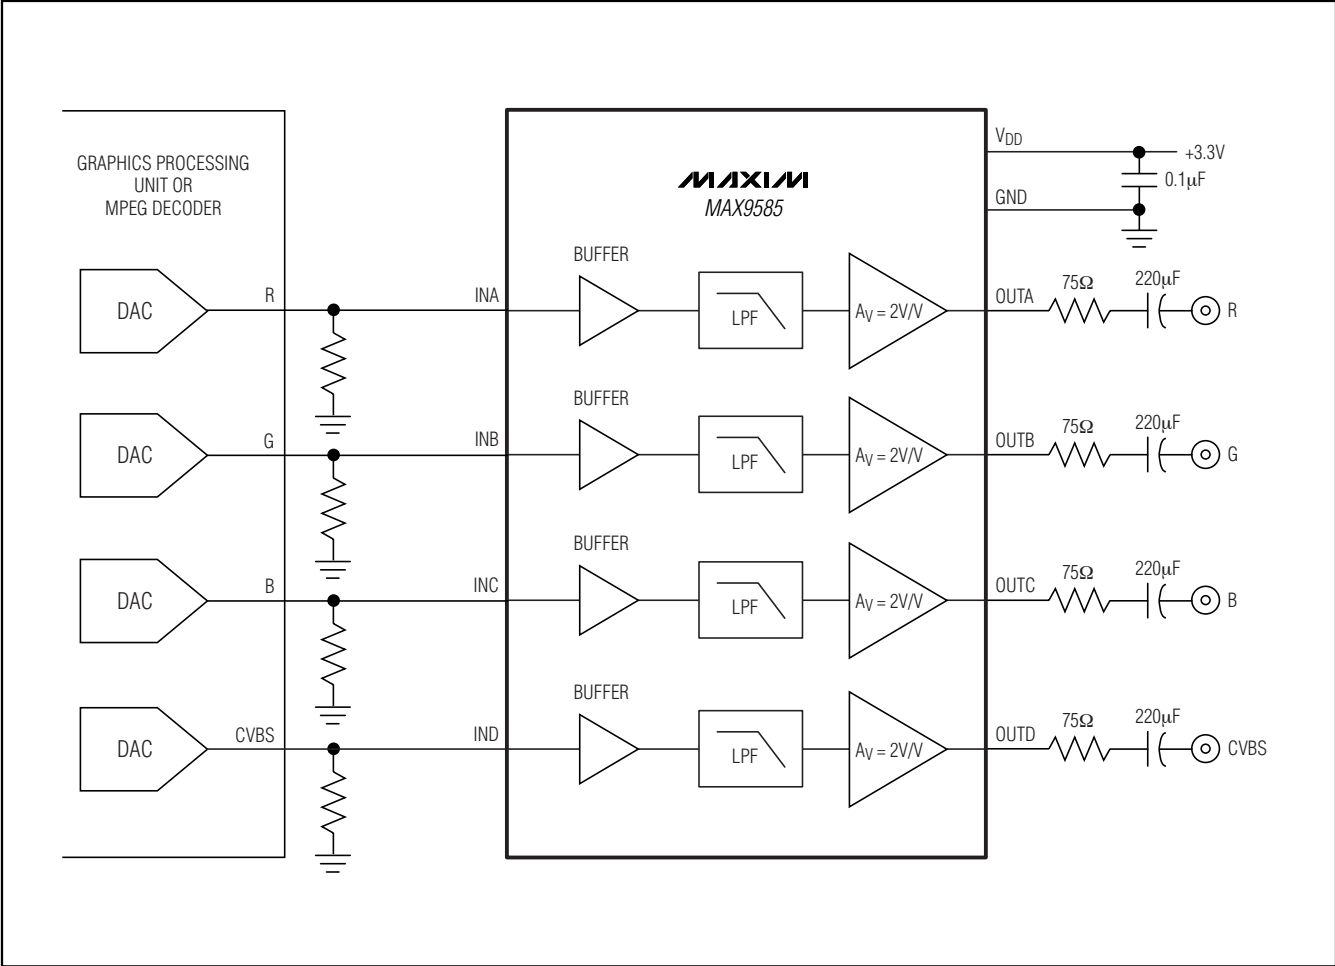 GRAPHICS PROCESSING
UNIT OR
MPEG DECODER
MAXIM
MAX9585
VDD
+3.3V
0.1µF
GND
DAC
R
INA
BUFFER
LPF
AV = 2V/V
OUTA
75Ω
220µF
R
DAC
G
INB
BUFFER
LPF
AV = 2V/V
OUTB
75Ω
220µF
G
DAC
B
INC
BUFFER
LPF
AV = 2V/V
OUTC
75Ω
220µF
B
DAC
CVBS
IND
BUFFER
LPF
AV = 2V/V
OUTD
75Ω
220µF
CVBS